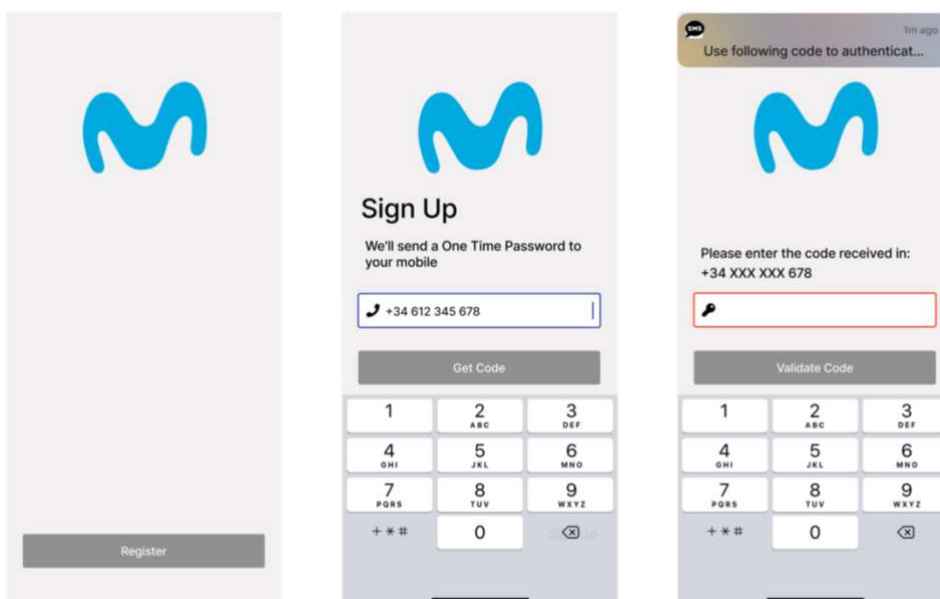 Register
Sign Up
We'll send a One Time Password to
your mobile
+34 612 345 678
Get Code
1
2
ABC
3
DEF
4
GHI
5
JKL
6
MNO
7
PQRS
8
TUV
9
WXYZ
+ * #
0
SMS
1m ago
Use following code to authenticat...
Please enter the code received in:
+34 XXX XXX 678
Validate Code
1
2
ABC
3
DEF
4
GHI
5
JKL
6
MNO
7
PQRS
8
TUV
9
WXYZ
+ * #
0